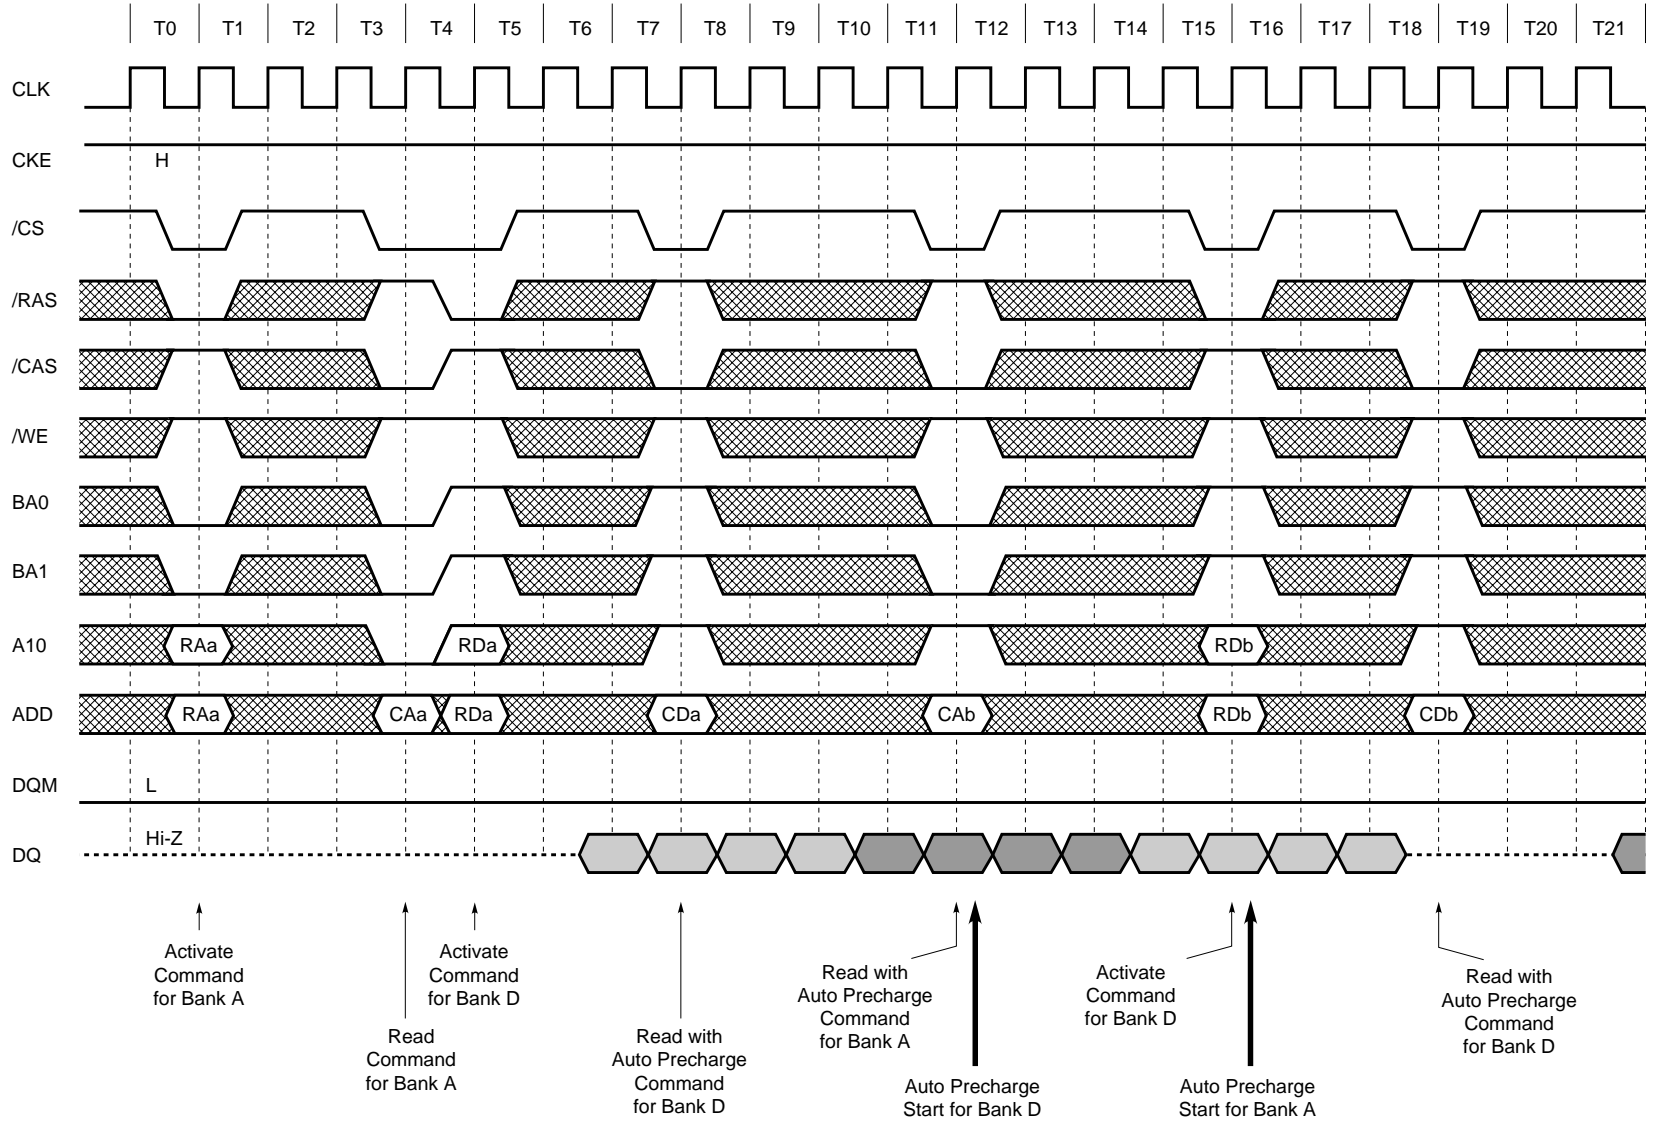 T0 T1 T2 T3 T4 T5 T6 T7 T8 T9 T10 T11 T12 T13 T14 T15 T16 T17 T18 T19 T20 T21
CLK
CKE H
/CS
/RAS
/CAS
/WE
BA0
BA1
A10 RAa RDa RDb
ADD RAa CAa RDa CDa CAb RDb CDb
DQM L
DQ Hi-Z
Activate
Command
for Bank A
Read
Command
for Bank A
Activate
Command
for Bank D
Read with
Auto Precharge
Command
for Bank D
Read with
Auto Precharge
Command
for Bank A
Auto Precharge
Start for Bank D
Activate
Command
for Bank D
Auto Precharge
Start for Bank A
Read with
Auto Precharge
Command
for Bank D